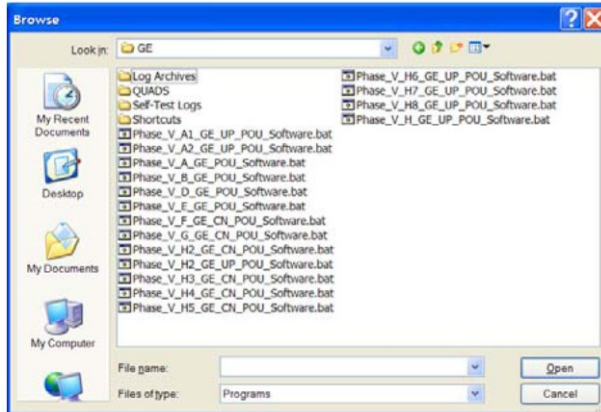 Browse
Look in:
GE
My Recent
Documents
Desktop
My Documents
My Computer
Log Archives
QUADS
Self-Test Logs
Shortcuts
Phase_V_A1_GE_UP_POU_Software.bat
Phase_V_A2_GE_UP_POU_Software.bat
Phase_V_A_GE_POU_Software.bat
Phase_V_B_GE_POU_Software.bat
Phase_V_D_GE_POU_Software.bat
Phase_V_E_GE_POU_Software.bat
Phase_V_F_GE_CN_POU_Software.bat
Phase_V_G_GE_CN_POU_Software.bat
Phase_V_H2_GE_CN_POU_Software.bat
Phase_V_H2_GE_UP_POU_Software.bat
Phase_V_H3_GE_CN_POU_Software.bat
Phase_V_H4_GE_CN_POU_Software.bat
Phase_V_H5_GE_CN_POU_Software.bat
Phase_V_H6_GE_UP_POU_Software.bat
Phase_V_H7_GE_UP_POU_Software.bat
Phase_V_H8_GE_UP_POU_Software.bat
Phase_V_H_GE_UP_POU_Software.bat
File name:
Open
Files of type:
Programs
Cancel